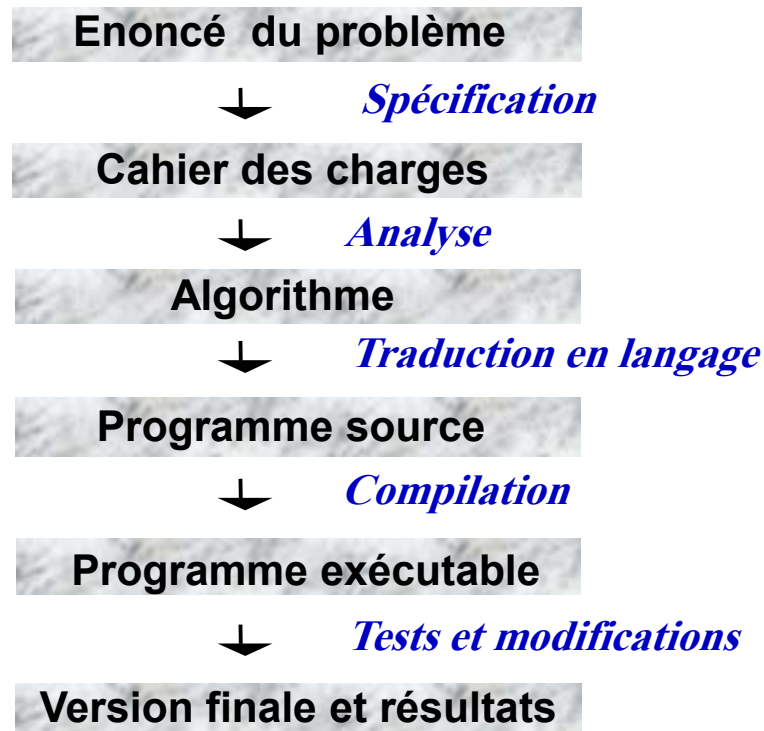 Enoncé du problème
Spécification
Cahier des charges
Analyse
Algorithme
Traduction en langage
Programme source
Compilation
Programme exécutable
Tests et modifications
Version finale et résultats